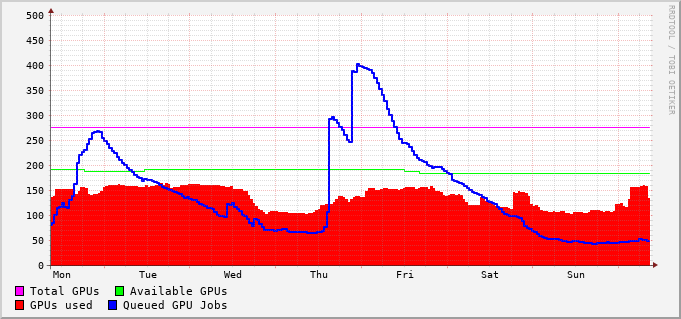 500
450
400
350
300
250
200
150
100
50
0
Mon Tue Wed Thu Fri Sat Sun
Total GPUs Available GPUs
GPUs used Queued GPU Jobs
RRDTOOL / TOBI OETIKER